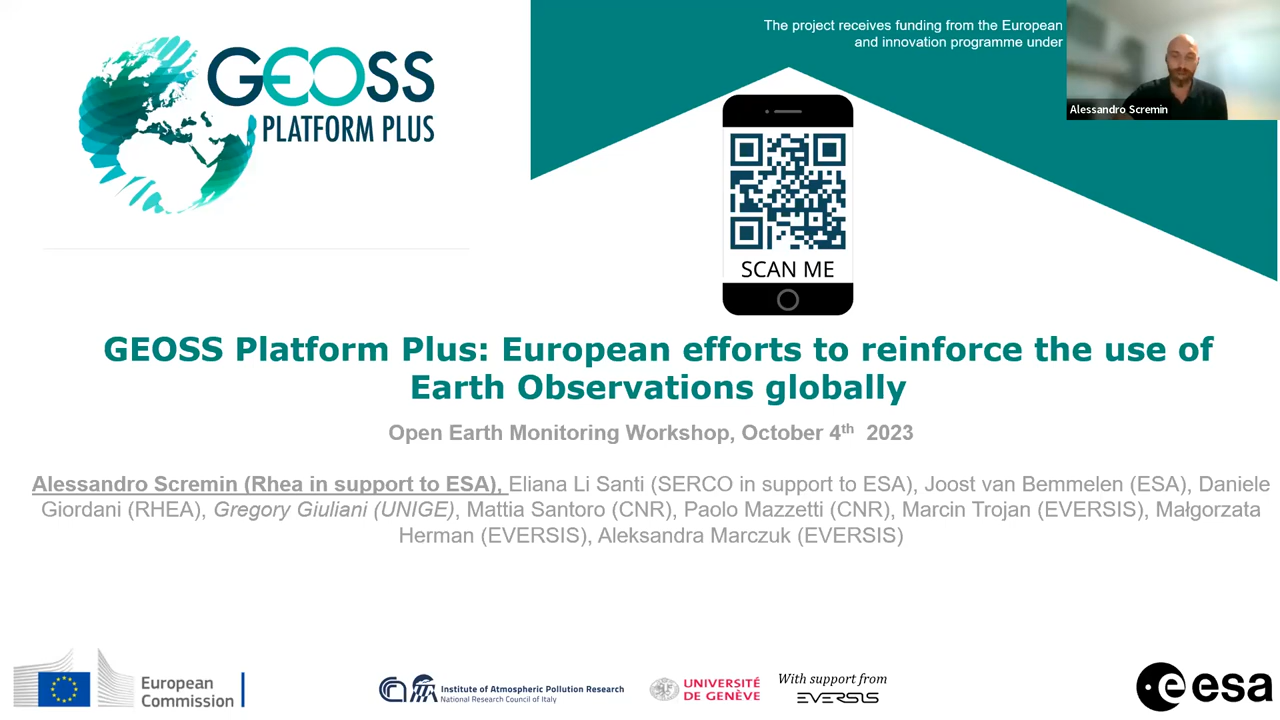 GEOSS
PLATFORM PLUS
The project receives funding from the European
and innovation programme under
Alessandro Scremin
SCAN ME
GEOSS Platform Plus: European efforts to reinforce the use of
Earth Observations globally
Open Earth Monitoring Workshop, October 4th 2023
Alessandro Scremin (Rhea in support to ESA), Eliana Li Santi (SERCO in support to ESA), Joost van Bemmelen (ESA), Daniele
Giordani (RHEA), Gregory Giuliani (UNIGE), Mattia Santoro (CNR), Paolo Mazzetti (CNR), Marcin Trojan (EVERSIS), Małgorzata
Herman (EVERSIS), Aleksandra Marczuk (EVERSIS)
European
Commission
Institute of Atmospheric Pollution Research
National Research Council of Italy
UNIVERSITÉ
DE GENÈVE
With support from
EVERSIS
esa